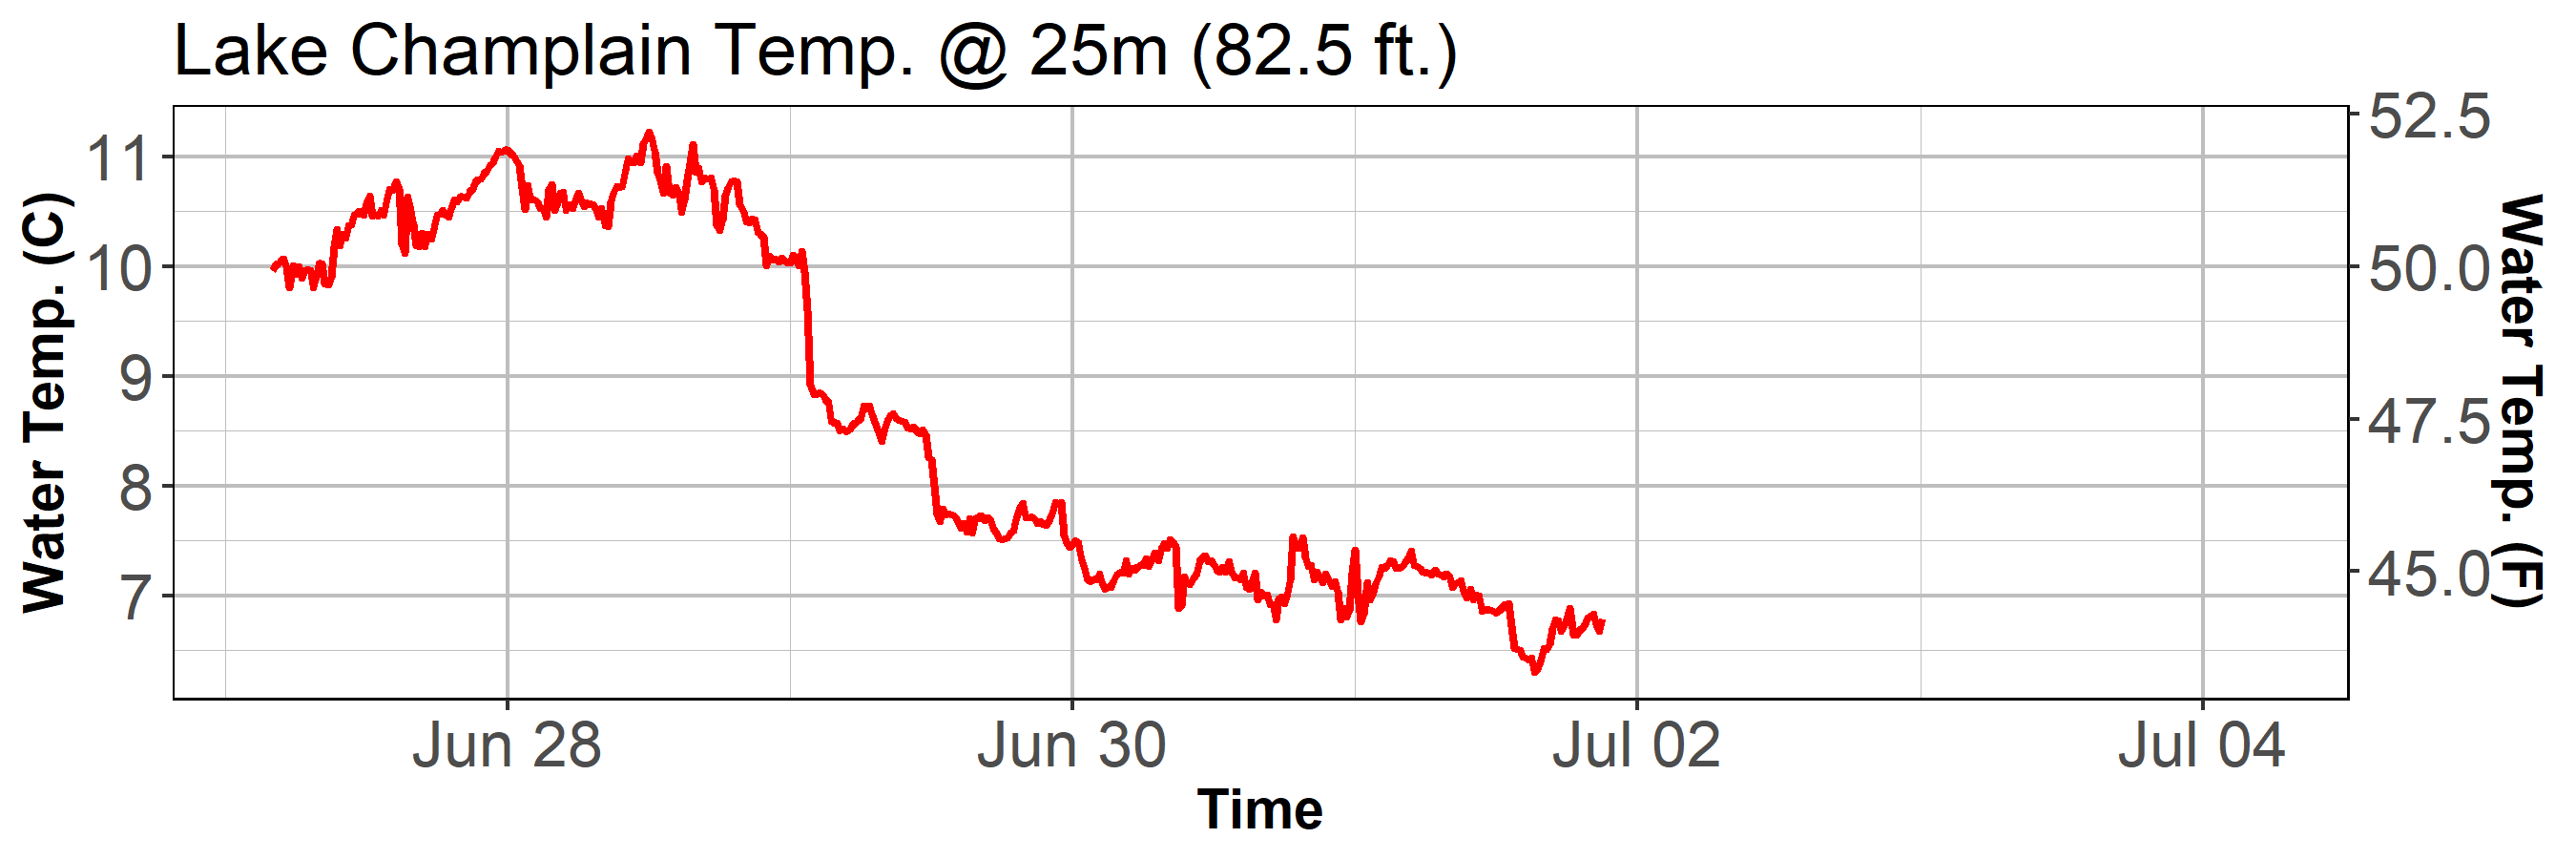 Lake Champlain Temp. @ 25m (82.5 ft.)
Water Temp. (C)
11
10
9
8
7
52.5
50.0
47.5
45.0
Water Temp. (F)
Jun 28 Jun 30 Jul 02 Jul 04
Time